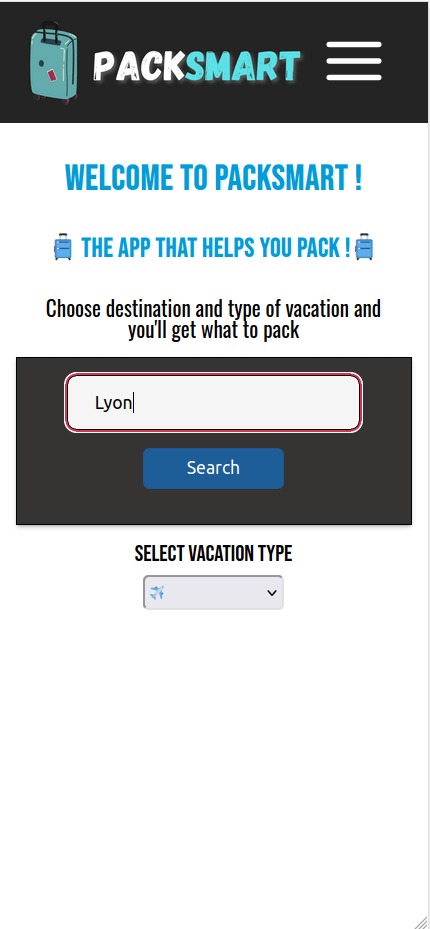 PACKSMART
WELCOME TO PACKSMART !
THE APP THAT HELPS YOU PACK !
Choose destination and type of vacation and
you'll get what to pack
Lyon
Search
SELECT VACATION TYPE